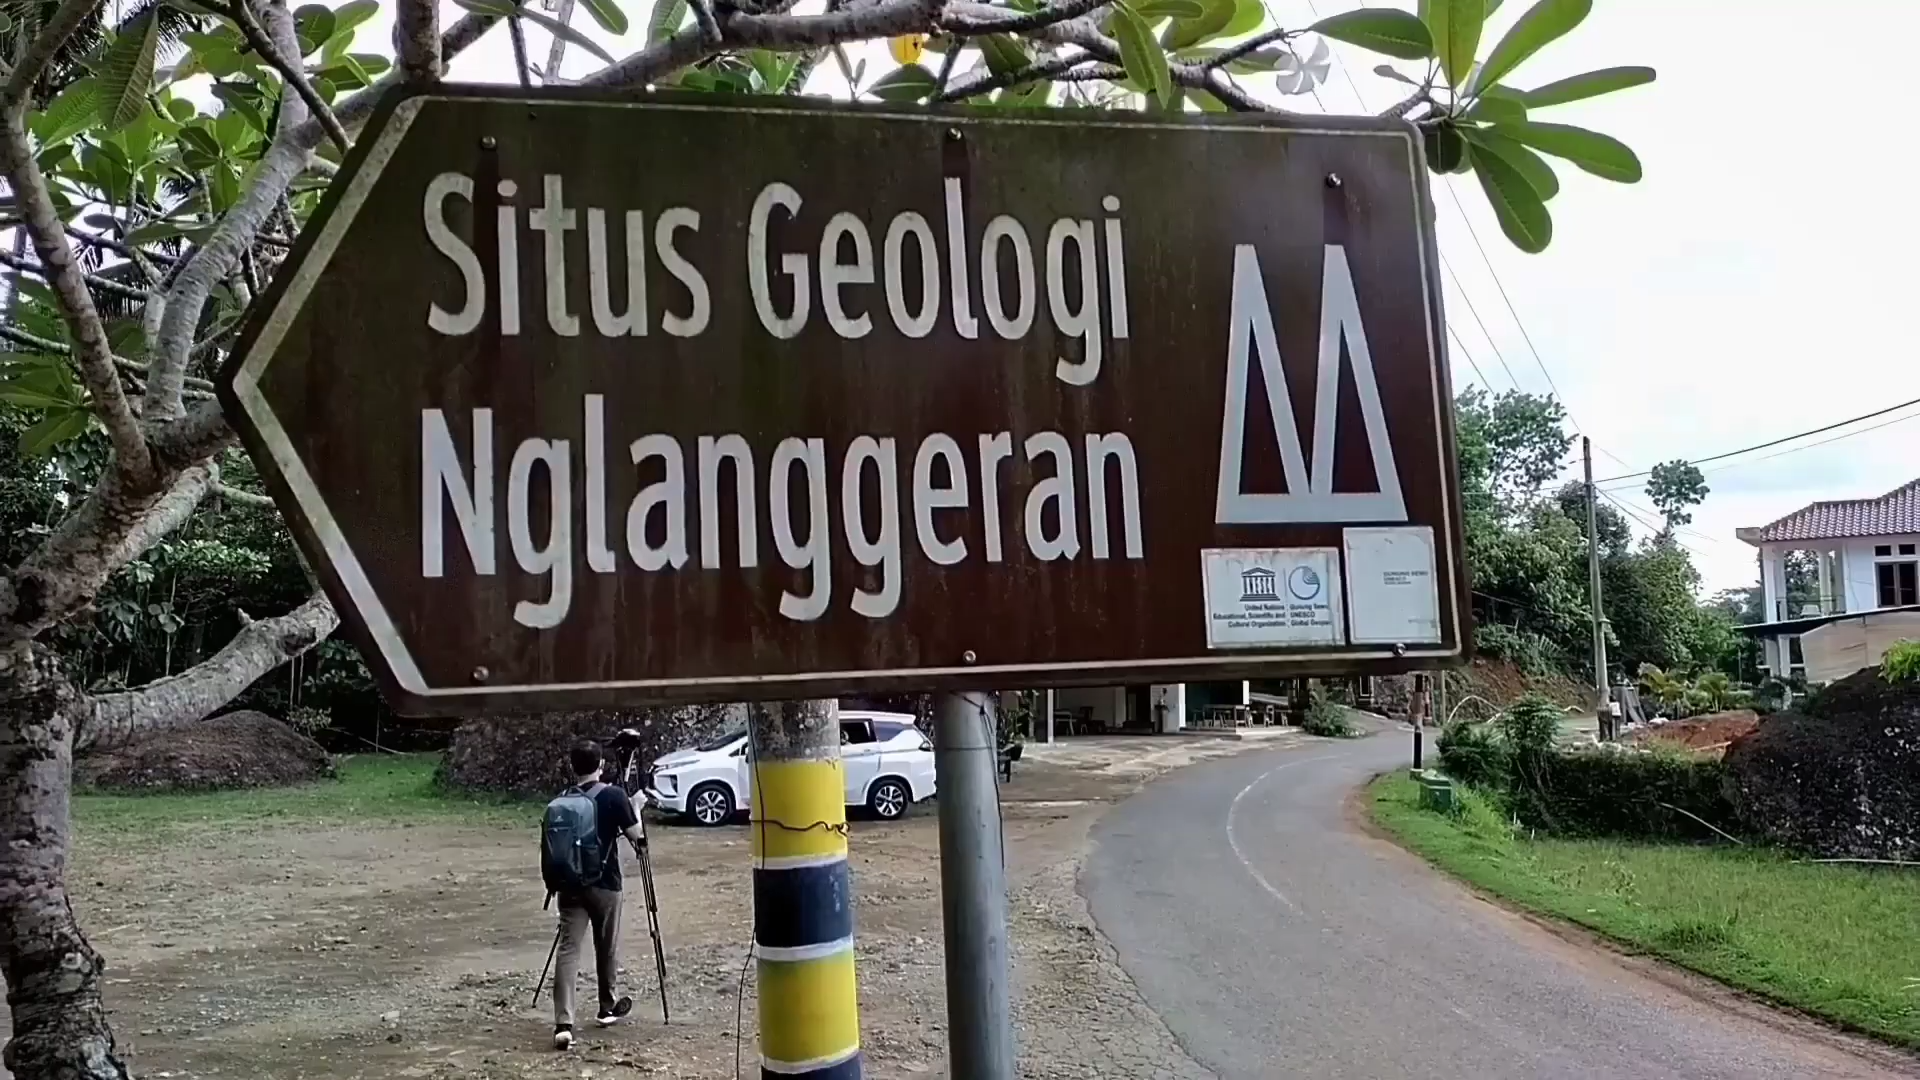 Situs Geologi
Nglanggeran
United Nations
Educational, Scientific and
Cultural Organization
Gunung Sewu
UNESCO
Global Geopark